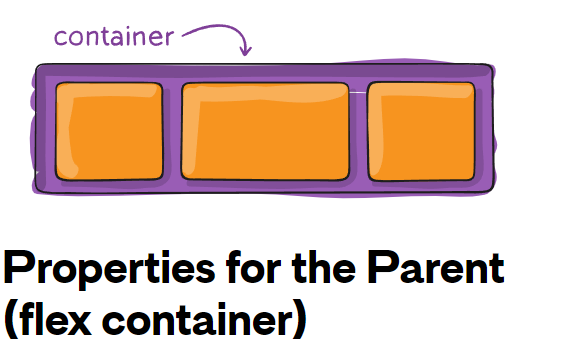 container
Properties for the Parent
(flex container)